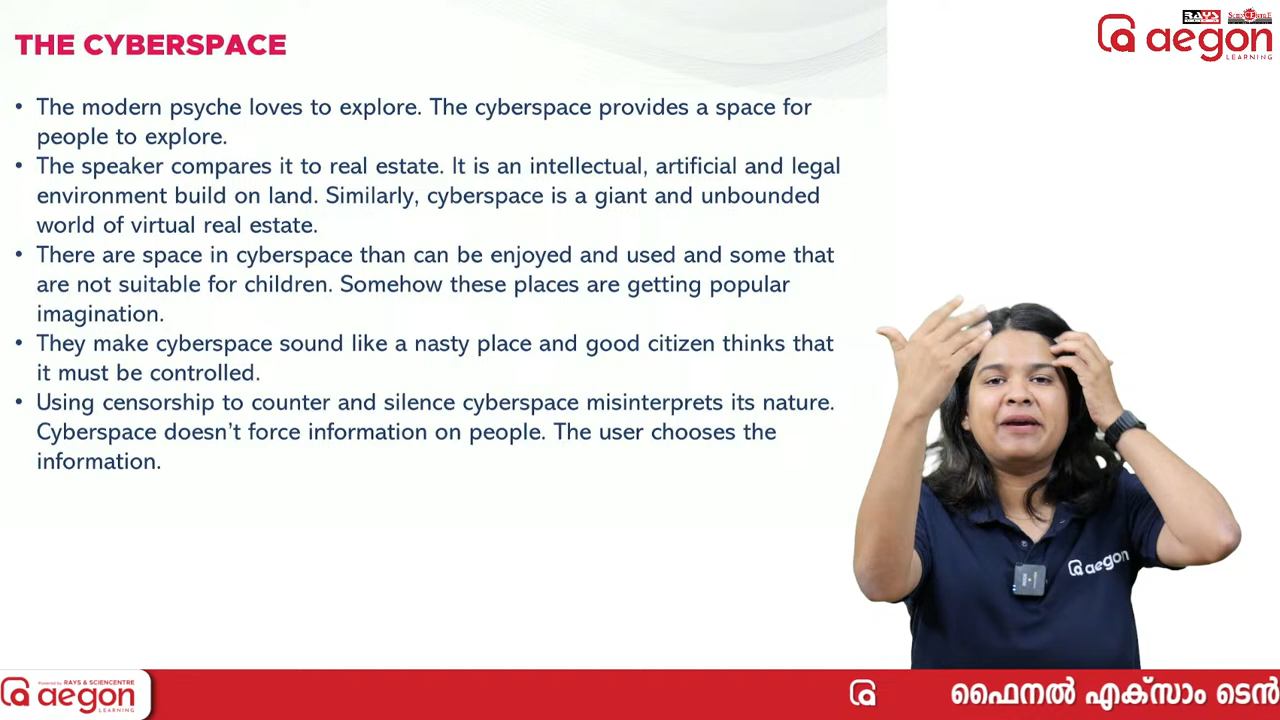 THE CYBERSPACE
• The modern psyche loves to explore. The cyberspace provides a space for
people to explore.
• The speaker compares it to real estate. It is an intellectual, artificial and legal
environment build on land. Similarly, cyberspace is a giant and unbounded
world of virtual real estate.
• There are space in cyberspace than can be enjoyed and used and some that
are not suitable for children. Somehow these places are getting popular
imagination.
• They make cyberspace sound like a nasty place and good citizen thinks that
it must be controlled.
• Using censorship to counter and silence cyberspace misinterprets its nature.
Cyberspace doesn't force information on people. The user chooses the
information.
RAYS
aegon
LEARNING
aegon
Powered by RAYS & SCIENCENTRE
aegon
LEARNING
ഫൈനൽ എക്സാം ടെൻ